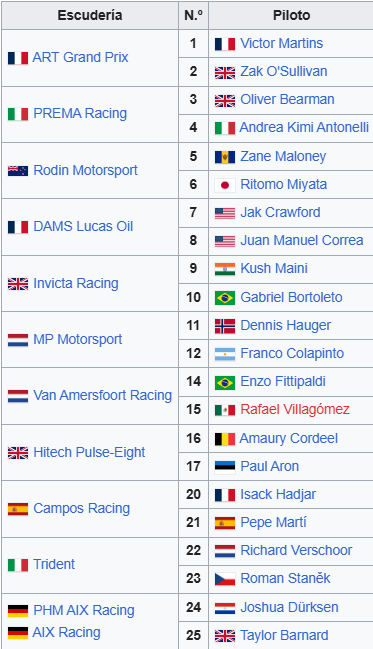 Escudería N.º Piloto
ART Grand Prix
1 Victor Martins
2 Zak O'Sullivan
PREMA Racing
3 Oliver Bearman
4 Andrea Kimi Antonelli
Rodin Motorsport
5 Zane Maloney
6 Ritomo Miyata
DAMS Lucas Oil
7 Jak Crawford
8 Juan Manuel Correa
Invicta Racing
9 Kush Maini
10 Gabriel Bortoleto
MP Motorsport
11 Dennis Hauger
12 Franco Colapinto
Van Amersfoort Racing
14 Enzo Fittipaldi
15 Rafael Villagómez
Hitech Pulse-Eight
16 Amaury Cordeel
17 Paul Aron
Campos Racing
20 Isack Hadjar
21 Pepe Martí
Trident
22 Richard Verschoor
23 Roman Staněk
PHM AIX Racing
AIX Racing
24 Joshua Dürksen
25 Taylor Barnard